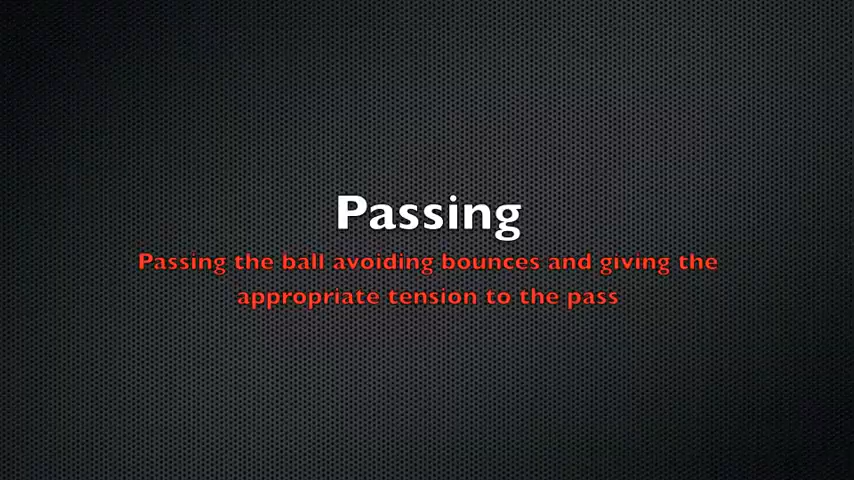 Passing
Passing the ball avoiding bounces and giving the
appropriate tension to the pass